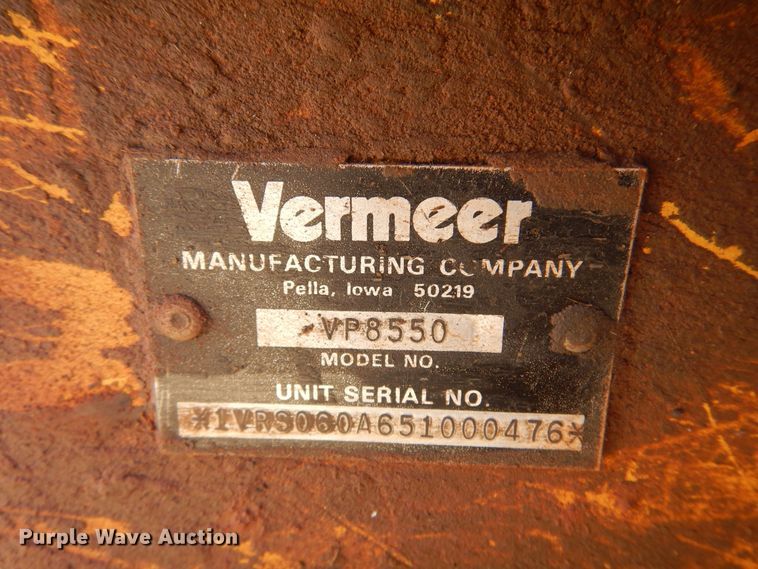 Vermeer
MANUFACTURING COMPANY
Pella, Iowa 50219
VP8550
MODEL NO.
UNIT SERIAL NO.
*1VRS060A651000476*
Purple Wave Auction